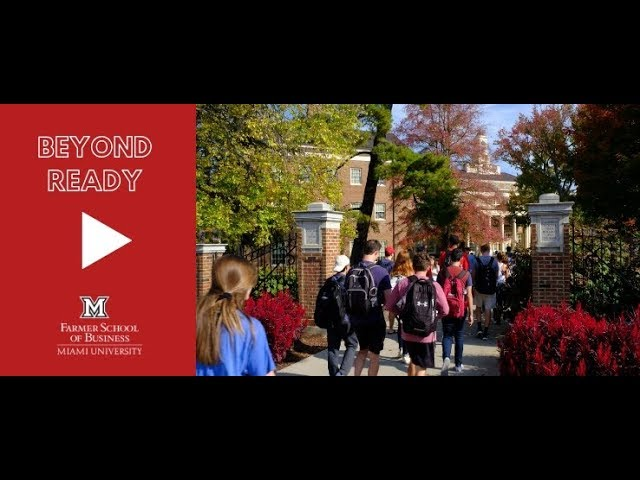 BEYOND
READY
M
FARMER SCHOOL
OF BUSINESS
MIAMI UNIVERSITY